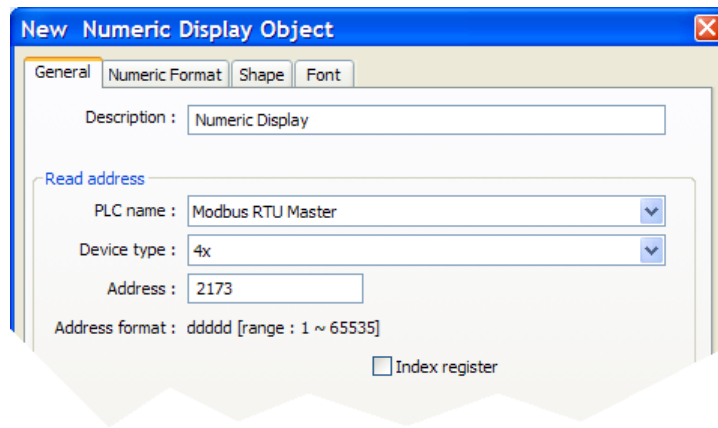 New Numeric Display Object
General Numeric Format Shape Font
Description : Numeric Display
Read address
PLC name : Modbus RTU Master
Device type : 4x
Address : 2173
Address format : ddddd [range : 1 ~ 65535]
Index register